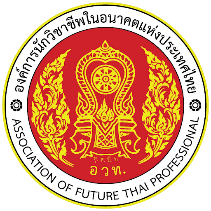 องค์การนักวิชาชีพในอนาคตแห่งประเทศไทย
อ ว ท.
ASSOCIATION OF FUTURE THAI PROFESSIONAL